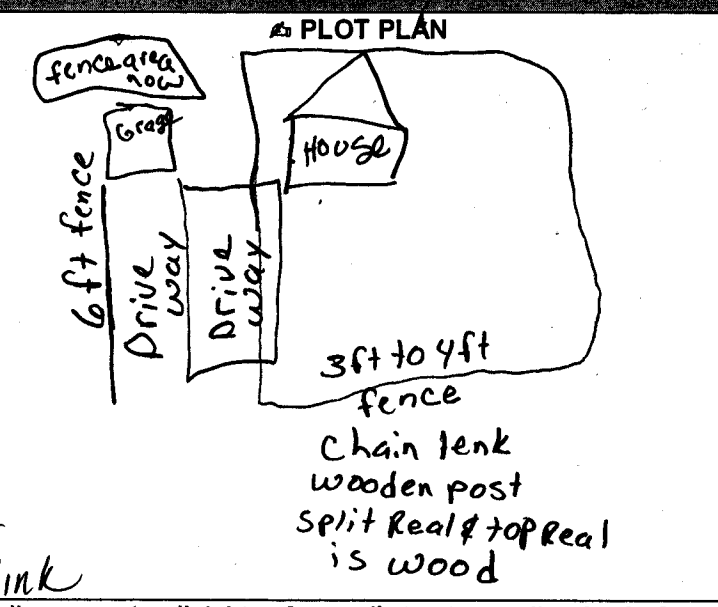 PLOT PLAN
fence area
now
Grage
House
6ft fence
Drive
way
Drive
way
3ft to 4ft
fence
Chain lenk
wooden post
split Real & top Real
is wood